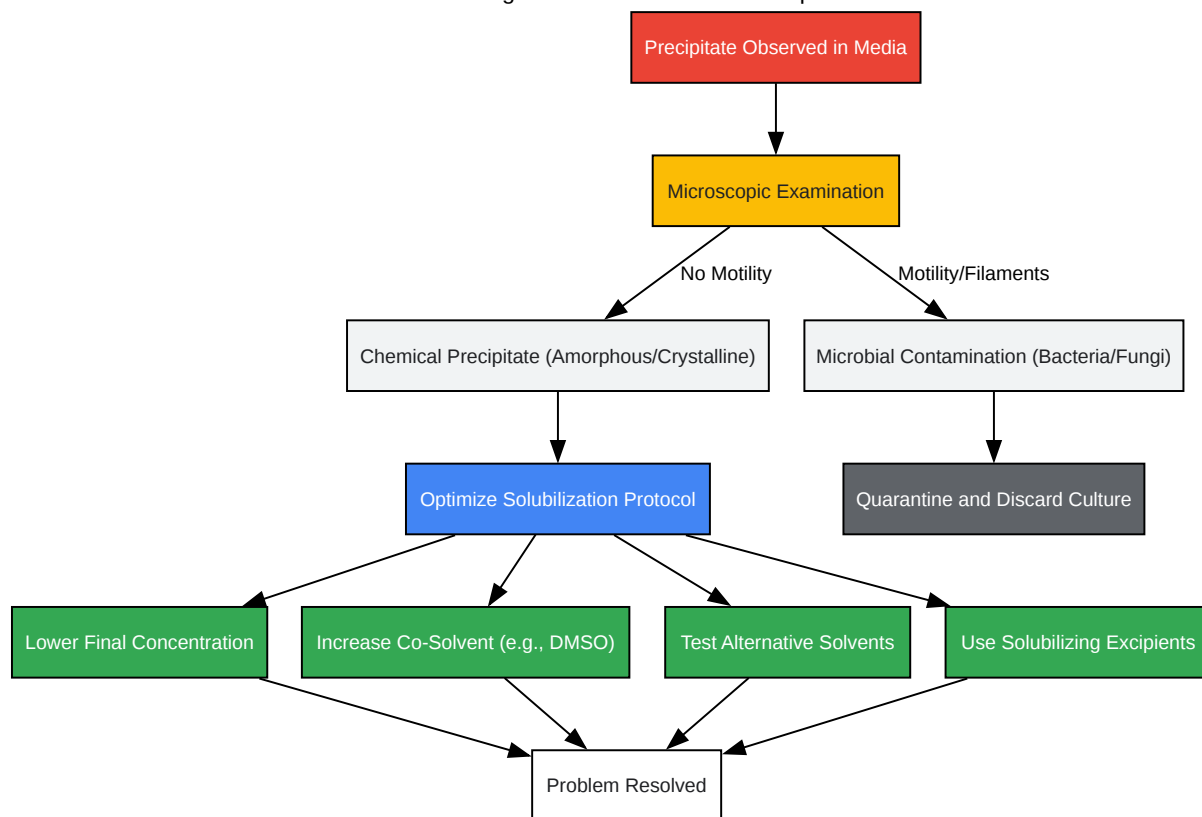 Precipitate Observed in Media
Microscopic Examination
No Motility
Motility/Filaments
Chemical Precipitate (Amorphous/Crystalline)
Microbial Contamination (Bacteria/Fungi)
Optimize Solubilization Protocol
Quarantine and Discard Culture
Lower Final Concentration
Increase Co-Solvent (e.g., DMSO)
Test Alternative Solvents
Use Solubilizing Excipients
Problem Resolved